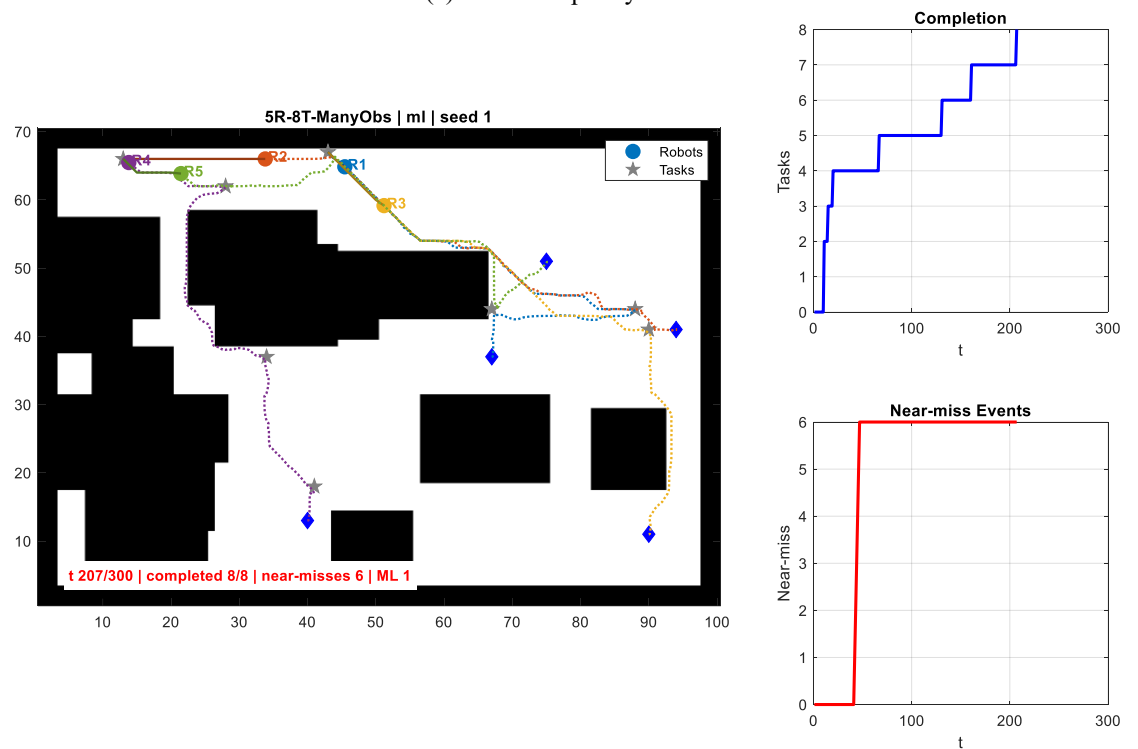 5R-8T-ManyObs | ml | seed 1
70
60
50
40
30
20
10
10 20 30 40 50 60 70 80 90 100
R4
R2
R5
R1
R3
Robots
Tasks
t 207/300 | completed 8/8 | near-misses 6 | ML 1
Completion
Tasks
8
7
6
5
4
3
2
1
0
0 100 200 300
t
Near-miss Events
Near-miss
6
5
4
3
2
1
0
0 100 200 300
t